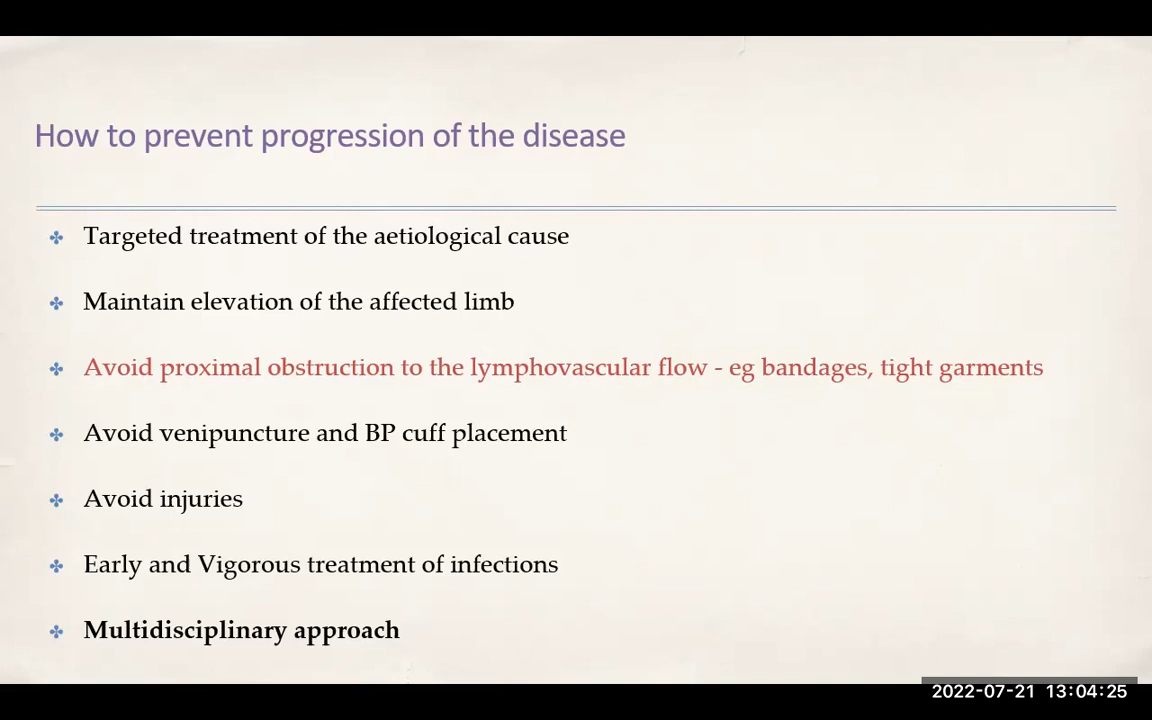 How to prevent progression of the disease
Targeted treatment of the aetiological cause
Maintain elevation of the affected limb
Avoid proximal obstruction to the lymphovascular flow - eg bandages, tight garments
Avoid venipuncture and BP cuff placement
Avoid injuries
Early and Vigorous treatment of infections
Multidisciplinary approach
2022-07-21 13:04:25